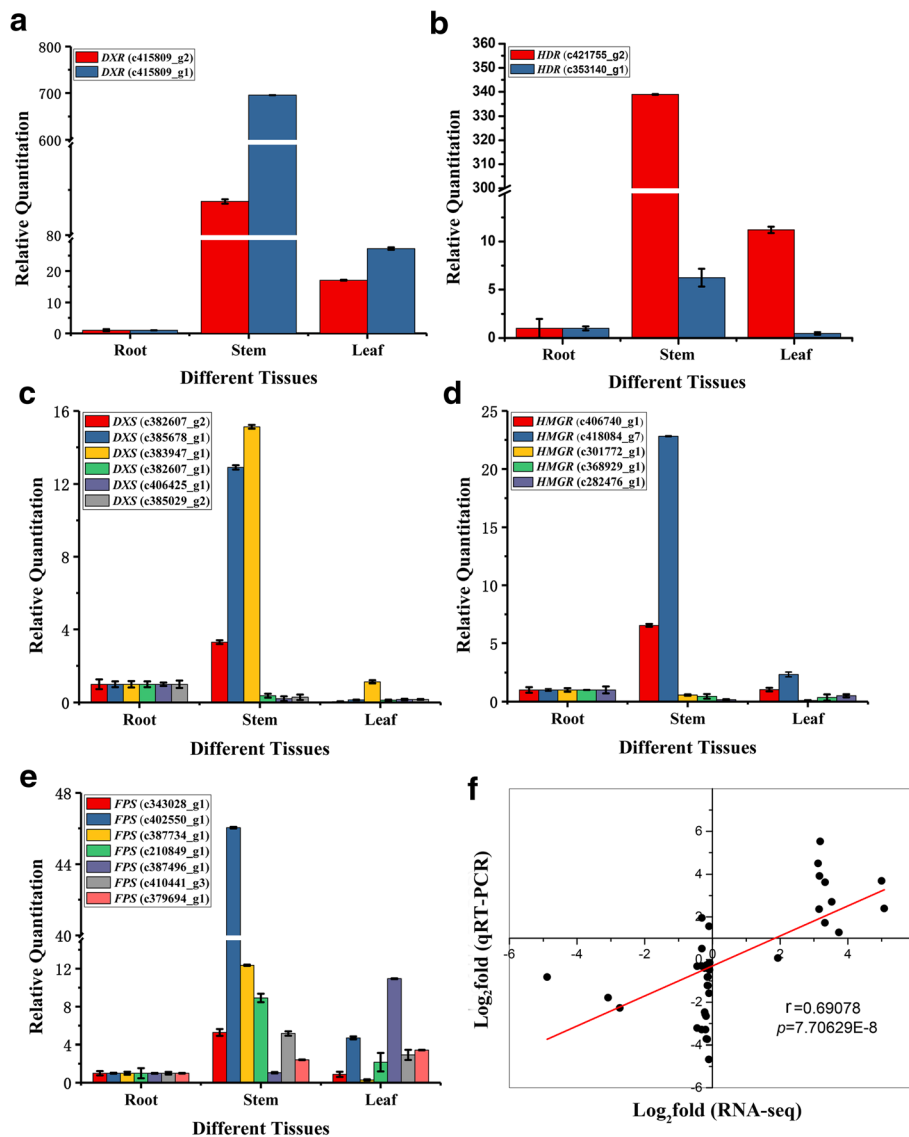 a
DXR (c415809_g2)
DXR (c415809_g1)
800
700
600
80
20
10
0
Relative Quantitation
Root
Stem
Leaf
Different Tissues
b
HDR (c421755_g2)
HDR (c353140_g1)
360
350
340
330
320
310
300
10
5
0
Relative Quantitation
Root
Stem
Leaf
Different Tissues
c
DXS (c382607_g2)
DXS (c385678_g1)
DXS (c383947_g1)
DXS (c382607_g1)
DXS (c406425_g1)
DXS (c385029_g2)
16
12
8
4
0
Relative Quantitation
Root
Stem
Leaf
Different Tissues
d
HMGR (c406740_g1)
HMGR (c418084_g7)
HMGR (c301772_g1)
HMGR (c368929_g1)
HMGR (c282476_g1)
25
22
15
10
5
0
Relative Quantitation
Root
Stem
Leaf
Different Tissues
e
FPS (c343028_g1)
FPS (c402550_g1)
FPS (c387734_g1)
FPS (c210849_g1)
FPS (c387496_g1)
FPS (c410441_g3)
FPS (c379694_g1)
48
44
40
12
8
4
0
Relative Quantitation
Root
Stem
Leaf
Different Tissues
f
6
4
2
-6
-4
-2
0
2
4
6
-2
-4
-6
Log2fold (qRT-PCR)
r=0.69078
p=7.70629E-8
Log2fold (RNA-seq)